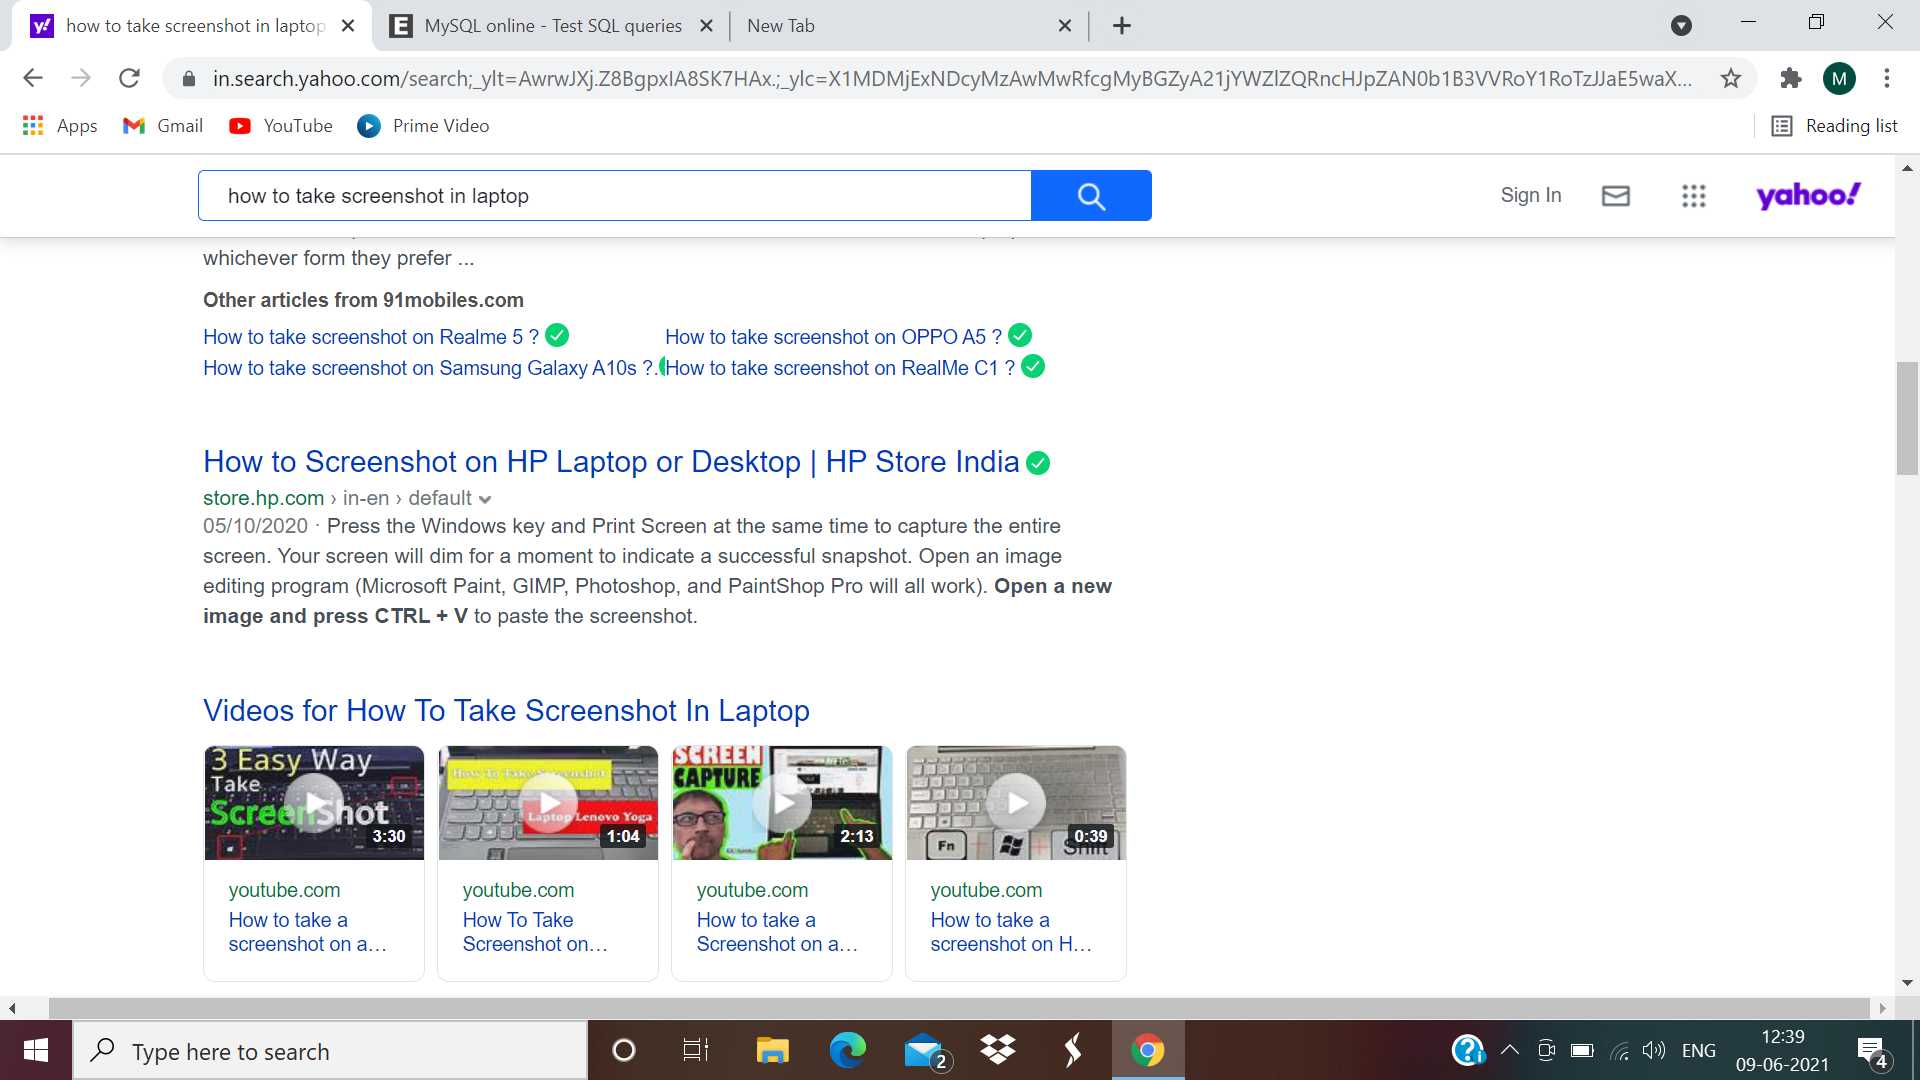 how to take screenshot in laptop
MySQL online - Test SQL queries
New Tab
in.search.yahoo.com/search;_ylt=AwrwJXj.Z8BgpxIA8SK7HAx.;_ylc=X1MDMjExNDcyMzAwMwRfcgMyBGZyA21jYWZlZQRncHJpZAN0b1B3VVRoY1RoTzJJaE5waX...
M
Apps
Gmail
YouTube
Prime Video
Reading list
how to take screenshot in laptop
Sign In
yahoo!
whichever form they prefer ...
Other articles from 91mobiles.com
How to take screenshot on Realme 5 ?
How to take screenshot on OPPO A5 ?
How to take screenshot on Samsung Galaxy A10s ?.
How to take screenshot on RealMe C1 ?
How to Screenshot on HP Laptop or Desktop | HP Store India
store.hp.com › in-en › default
05/10/2020 · Press the Windows key and Print Screen at the same time to capture the entire
screen. Your screen will dim for a moment to indicate a successful snapshot. Open an image
editing program (Microsoft Paint, GIMP, Photoshop, and PaintShop Pro will all work). Open a new
image and press CTRL + V to paste the screenshot.
Videos for How To Take Screenshot In Laptop
3 Easy Way
Take
ScreenShot
3:30
How To Take Screenshot
Laptop Lenovo Yoga
1:04
SCREEN
CAPTURE
2:13
Fn
+
+
Shift
0:39
youtube.com
How to take a
screenshot on a...
youtube.com
How To Take
Screenshot on...
youtube.com
How to take a
Screenshot on a...
youtube.com
How to take a
screenshot on H...
Type here to search
2
ENG
12:39
09-06-2021
4